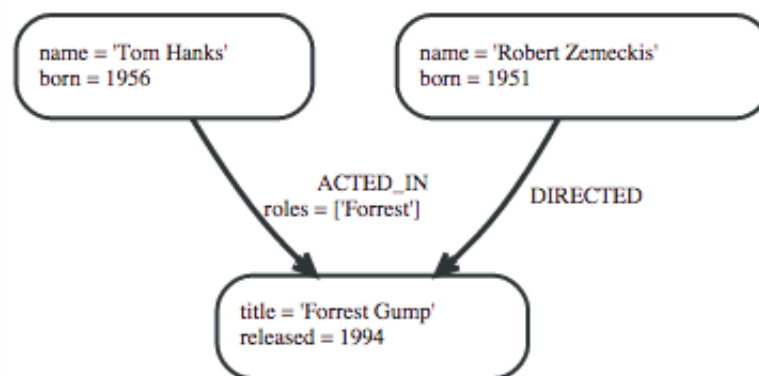 name = 'Tom Hanks'
born = 1956
name = 'Robert Zemeckis'
born = 1951
ACTED_IN
roles = ['Forrest']
DIRECTED
title = 'Forrest Gump'
released = 1994